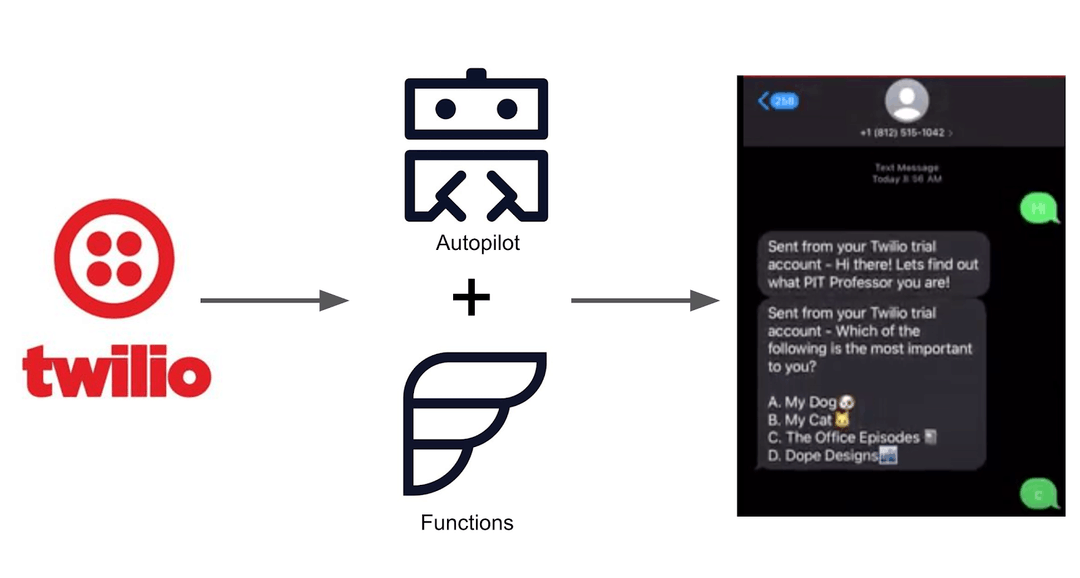 twilio
Autopilot
+
Functions
258
+1 (812) 515-1042 >
Text Message
Today 8:56 AM
Hi
Sent from your Twilio trial
account - Hi there! Lets find out
what PIT Professor you are!
Sent from your Twilio trial
account - Which of the
following is the most important
to you?
A. My Dog🐶
B. My Cat🐱
C. The Office Episodes
D. Dope Designs
C